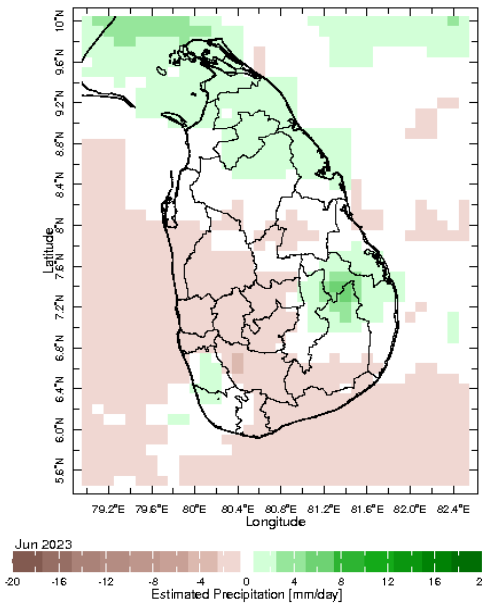 10°N
9.6°N
9.2°N
8.8°N
8.4°N
8°N
7.6°N
7.2°N
6.8°N
6.4°N
6.0°N
5.6°N
Latitude
79.2°E 79.6°E 80°E 80.4°E 80.8°E 81.2°E 81.6°E 82.0°E 82.4°E
Longitude
Jun 2023
-20 -16 -12 -8 -4 0 4 8 12 16 20
Estimated Precipitation [mm/day]